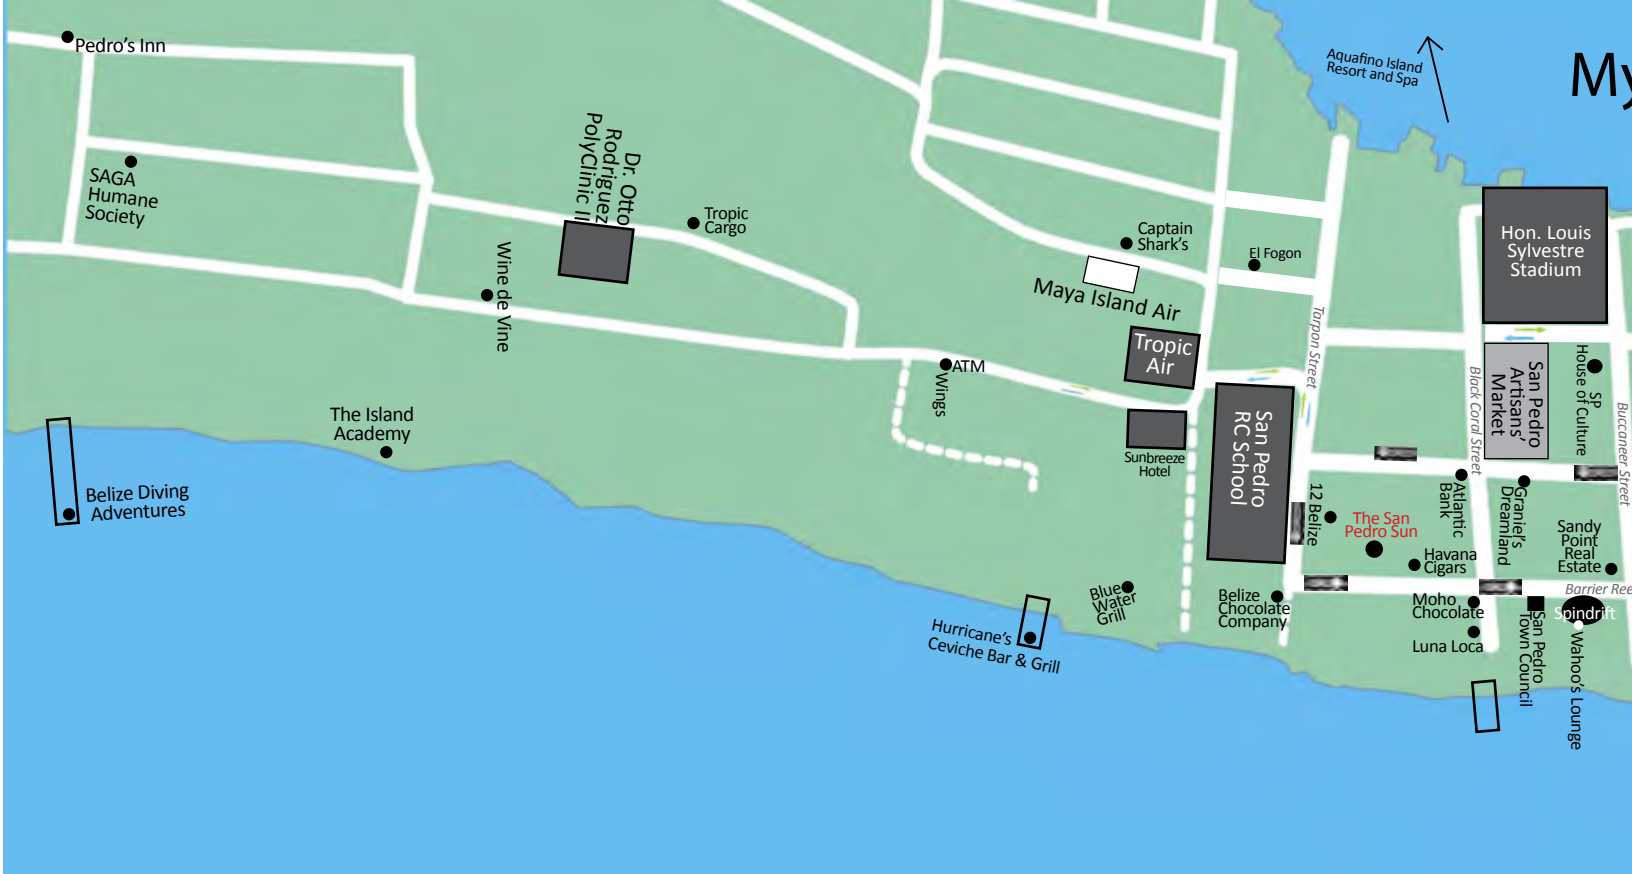 My
Aquafino Island
Resort and Spa
Pedro's Inn
SAGA
Humane
Society
Dr. Otto
Rodriguez
PolyClinic II
Tropic
Cargo
Wine de Vine
Captain
Shark's
El Fogon
Maya Island Air
Tropic
Air
Hon. Louis
Sylvestre
Stadium
Tarpon Street
Black Coral Street
San Pedro
Artisans'
Market
House of Culture
SP
Buccaneer Street
ATM
Wings
Sunbreeze
Hotel
San Pedro
RC School
The Island
Academy
Belize Diving
Adventures
12 Belize
The San
Pedro Sun
Atlantic
Bank
Graniel's
Dreamland
Sandy
Point
Real
Estate
Havana
Cigars
Barrier Ree
Blue
Water
Grill
Belize
Chocolate
Company
Moho
Chocolate
Luna Loca
San Pedro
Town Council
Spindrift
Wahoo's Lounge
Hurricane's
Ceviche Bar & Grill